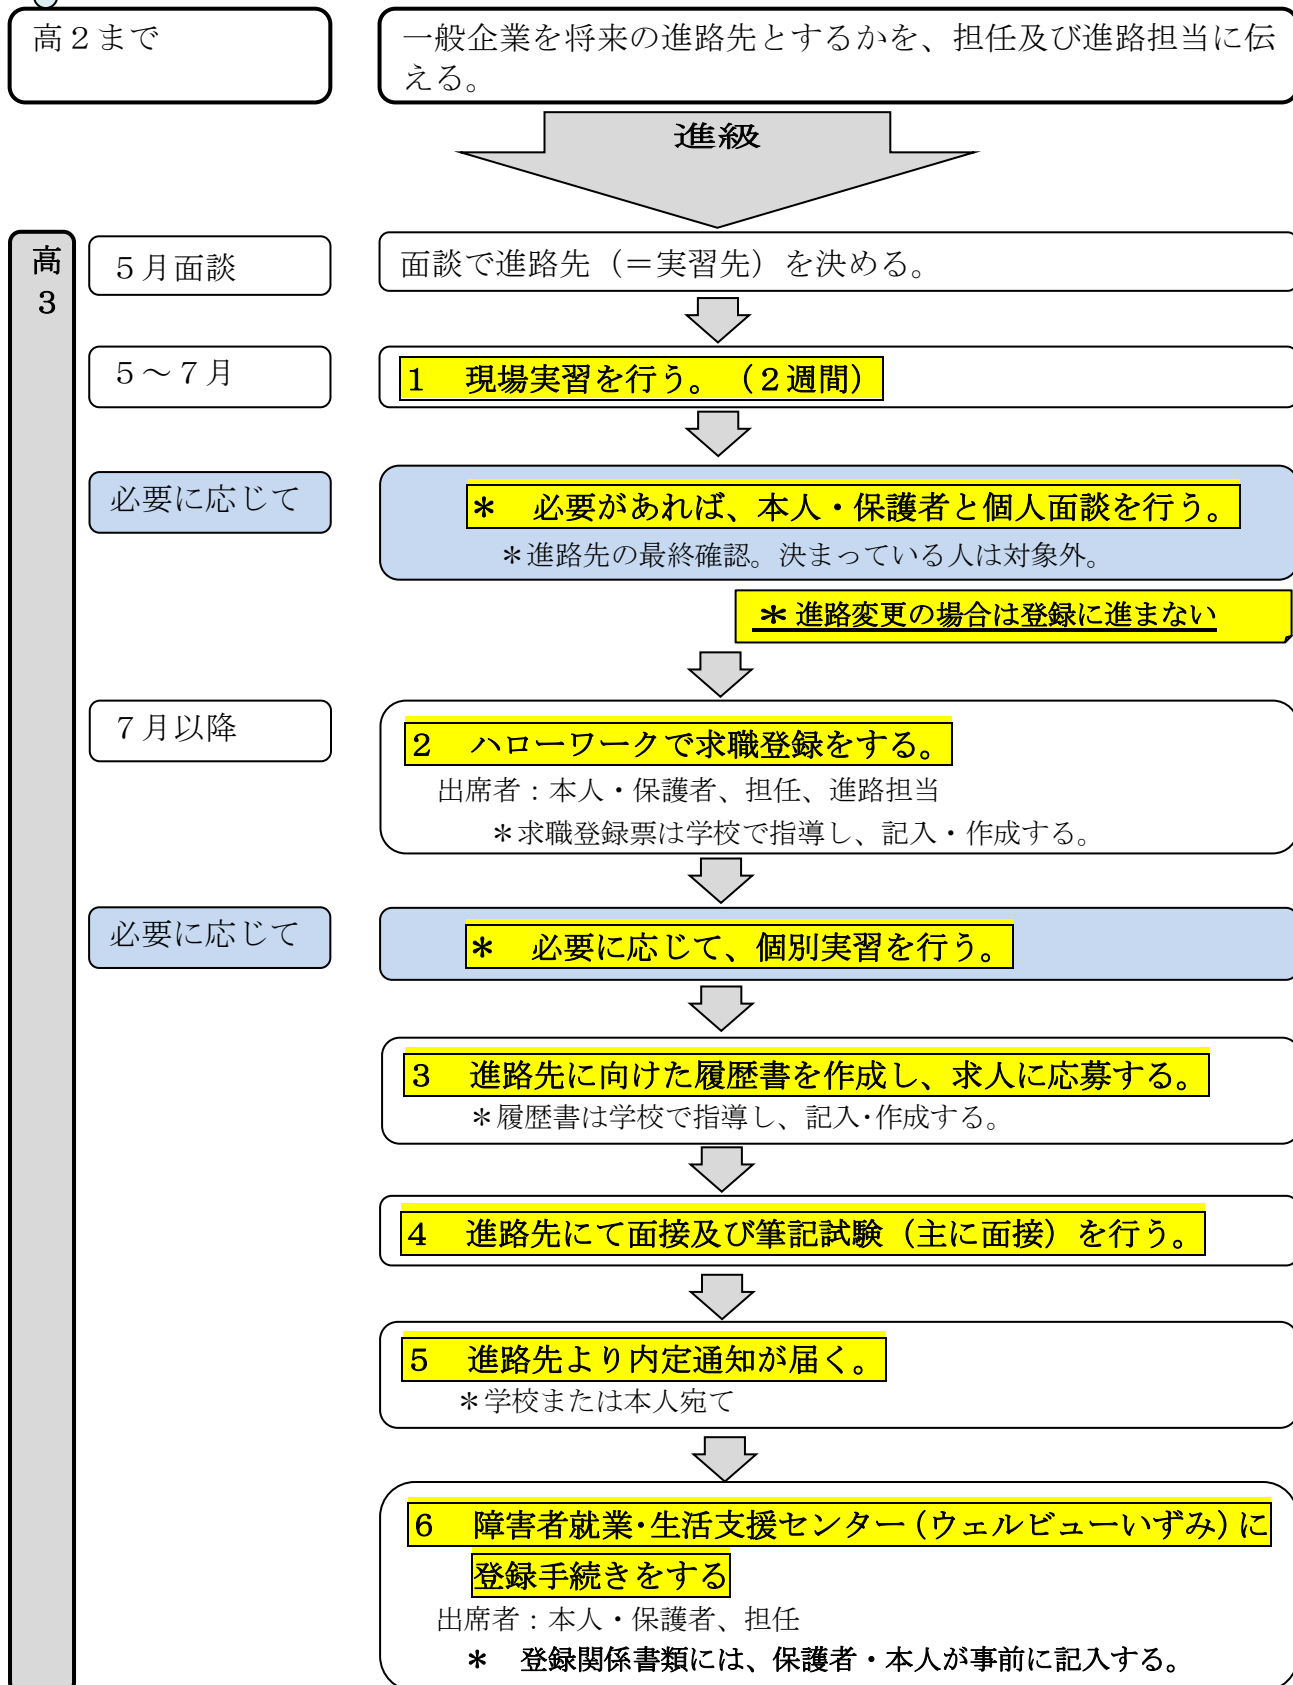 高２まで
一般企業を将来の進路先とするかを、担任及び進路担当に伝
える。
進級
高
３
５月面談
面談で進路先（＝実習先）を決める。
５～７月
１　現場実習を行う。（２週間）
必要に応じて
＊　必要があれば、本人・保護者と個人面談を行う。
＊進路先の最終確認。決まっている人は対象外。
＊進路変更の場合は登録に進まない
７月以降
２　ハローワークで求職登録をする。
出席者：本人・保護者、担任、進路担当
＊求職登録票は学校で指導し、記入・作成する。
必要に応じて
＊　必要に応じて、個別実習を行う。
３　進路先に向けた履歴書を作成し、求人に応募する。
＊履歴書は学校で指導し、記入･作成する。
４　進路先にて面接及び筆記試験（主に面接）を行う。
５　進路先より内定通知が届く。
＊学校または本人宛て
６　障害者就業･生活支援センター（ウェルビューいずみ）に
登録手続きをする
出席者：本人・保護者、担任
＊　登録関係書類には、保護者・本人が事前に記入する。